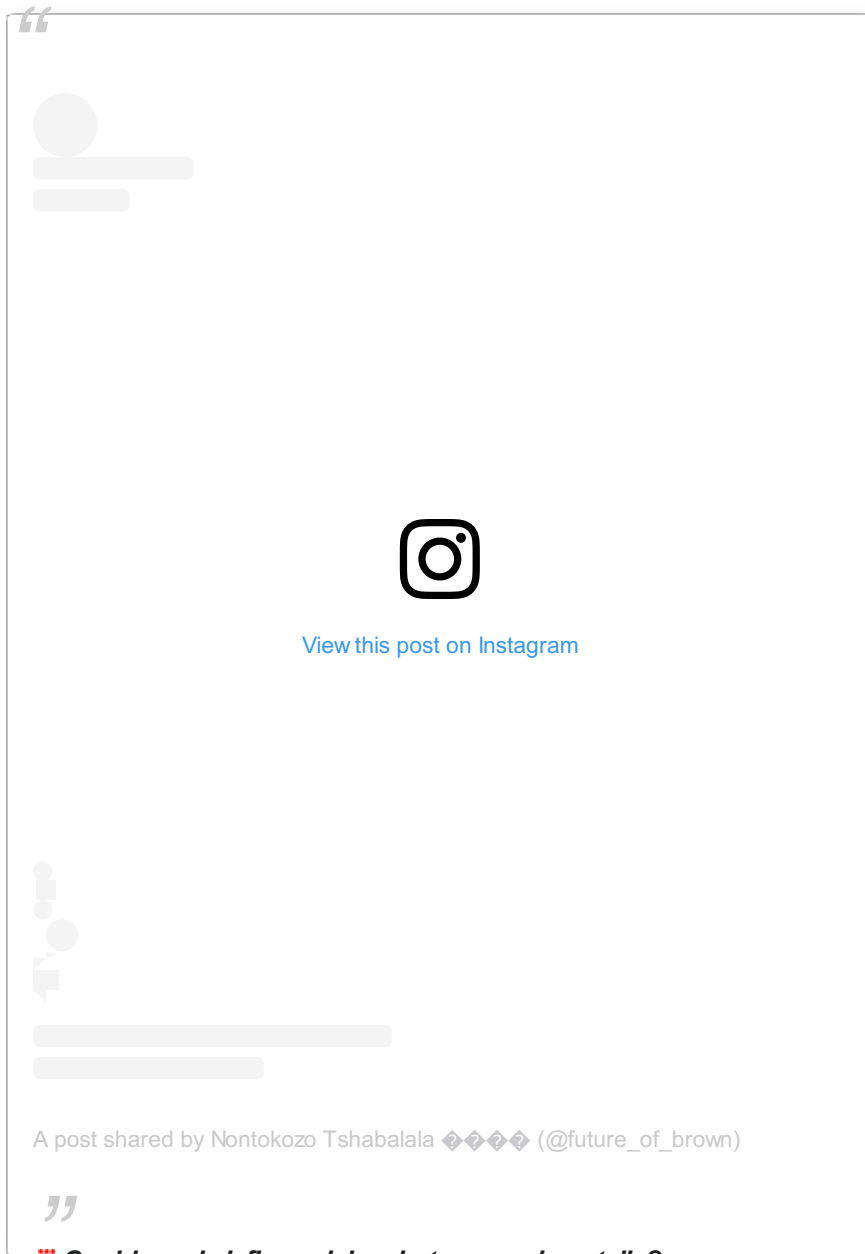 “
View this post on Instagram
A post shared by Nontokozo Tshabalala ���� (@future_of_brown)
”